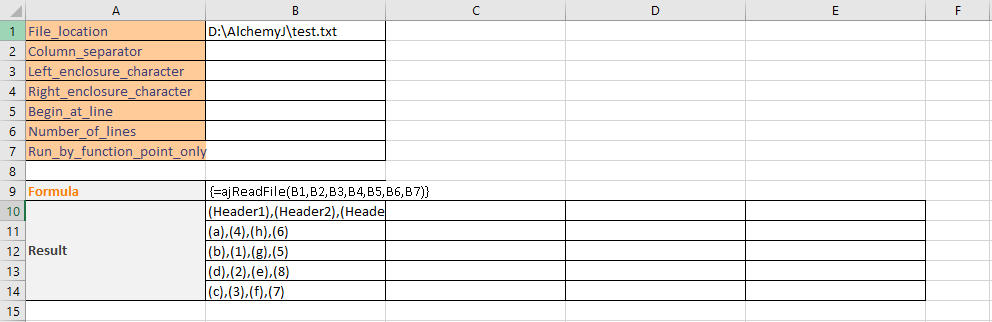 A B C D E F
1 File_location D:\AlchemyJ\test.txt
2 Column_separator
3 Left_enclosure_character
4 Right_enclosure_character
5 Begin_at_line
6 Number_of_lines
7 Run_by_function_point_only
8
9 Formula {=ajReadFile(B1,B2,B3,B4,B5,B6,B7)}
10 (Header1),(Header2),(Heade
11 (a),(4),(h),(6)
12 Result (b),(1),(g),(5)
13 (d),(2),(e),(8)
14 (c),(3),(f),(7)
15